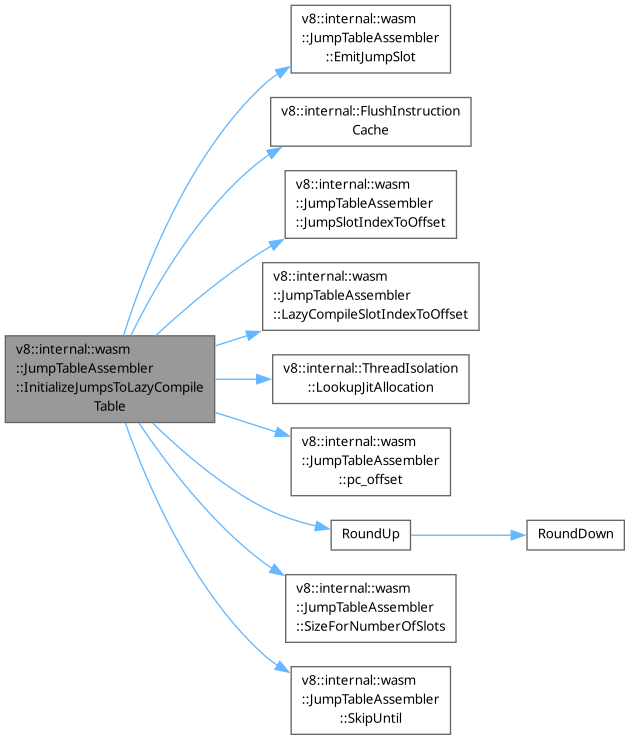 v8::internal::wasm
::JumpTableAssembler
::EmitJumpSlot
v8::internal::FlushInstruction
Cache
v8::internal::wasm
::JumpTableAssembler
::JumpSlotIndexToOffset
v8::internal::wasm
::JumpTableAssembler
::LazyCompileSlotIndexToOffset
v8::internal::wasm
::JumpTableAssembler
::InitializeJumpsToLazyCompile
Table
v8::internal::ThreadIsolation
::LookupJitAllocation
v8::internal::wasm
::JumpTableAssembler
::pc_offset
RoundUp
RoundDown
v8::internal::wasm
::JumpTableAssembler
::SizeForNumberOfSlots
v8::internal::wasm
::JumpTableAssembler
::SkipUntil